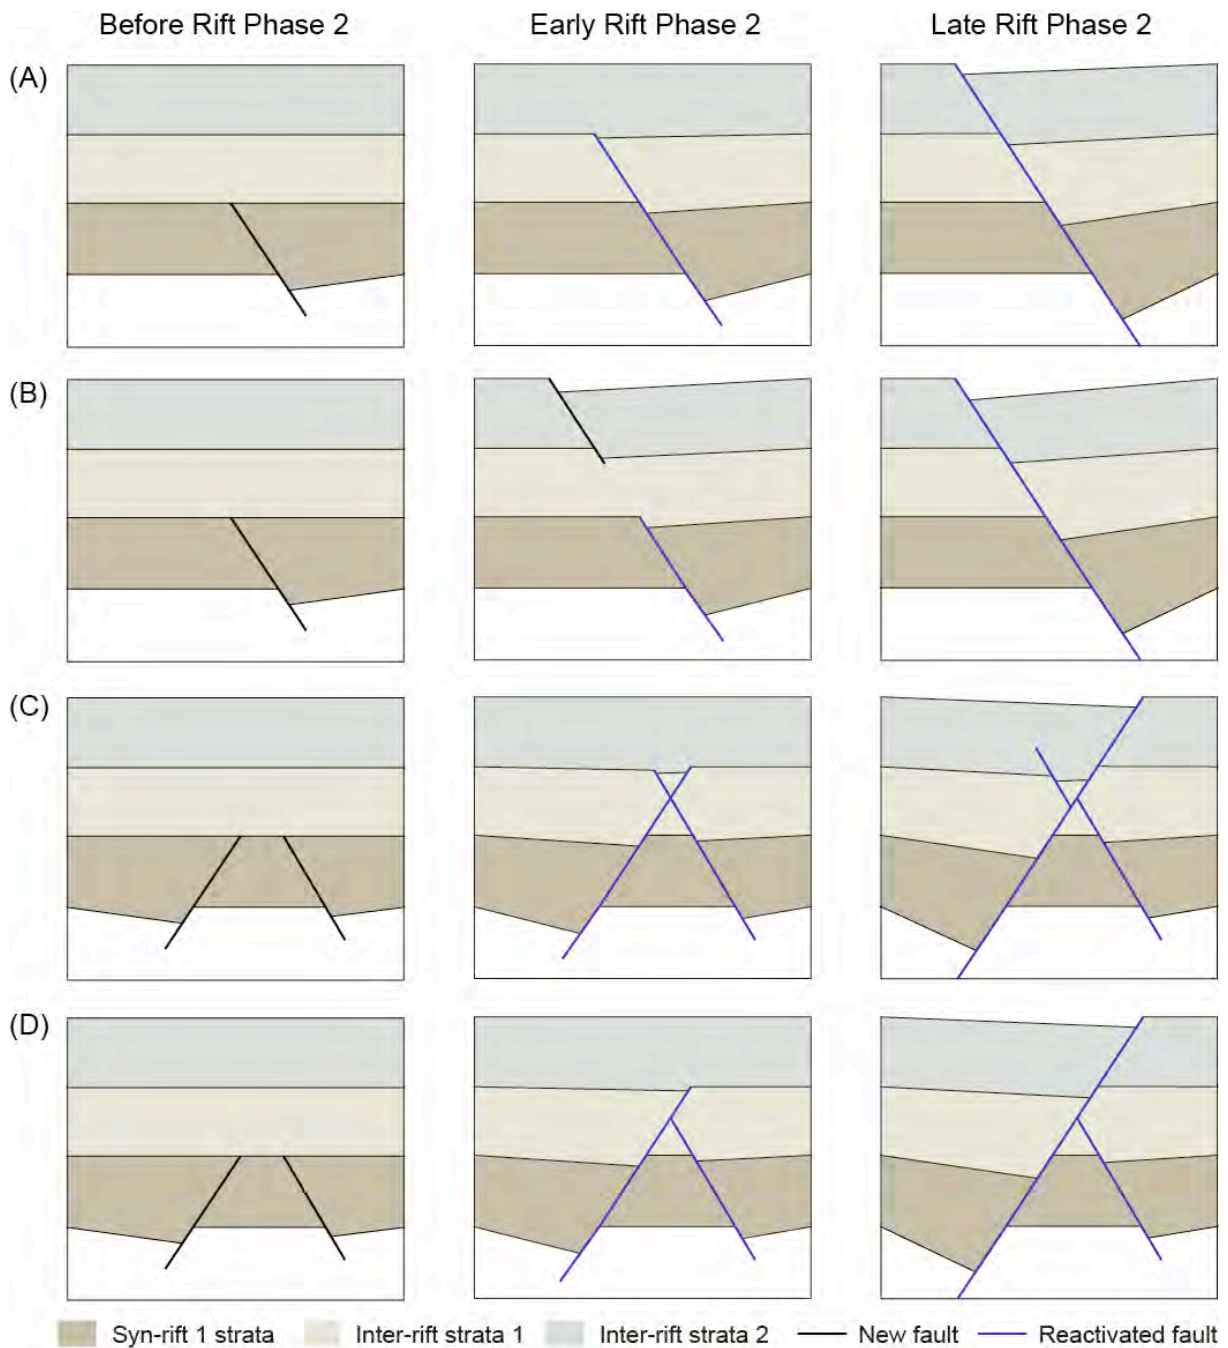 Before Rift Phase 2 Early Rift Phase 2 Late Rift Phase 2
(A)
(B)
(C)
(D)
Syn-rift 1 strata Inter-rift strata 1 Inter-rift strata 2 New fault Reactivated fault